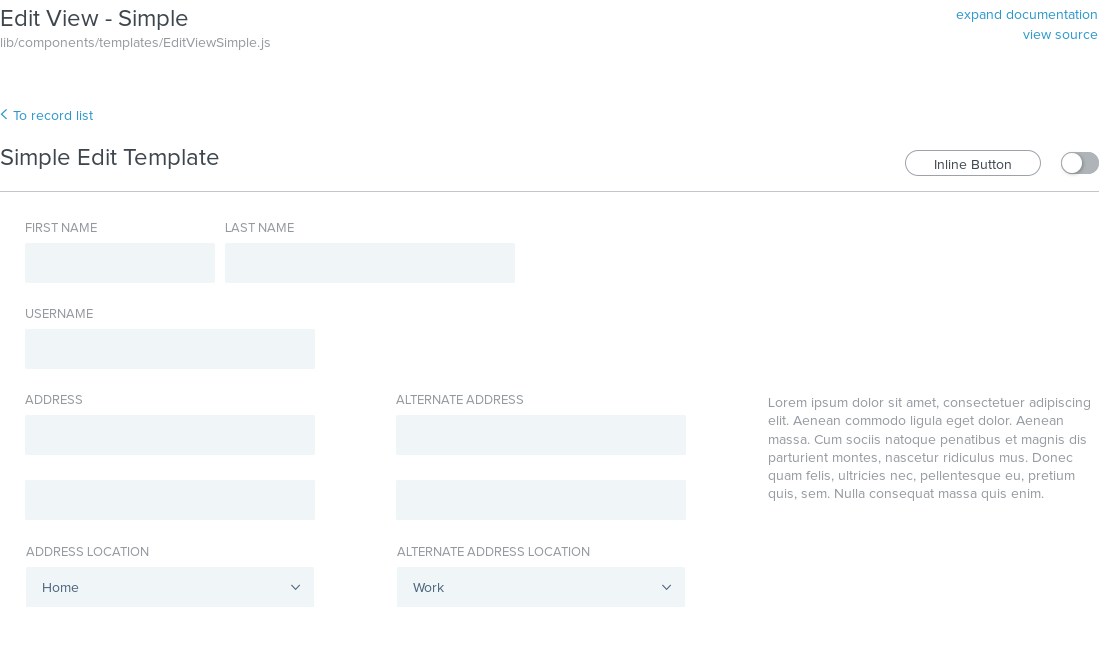 Edit View - Simple
lib/components/templates/EditViewSimple.js
expand documentation
view source
To record list
Simple Edit Template
Inline Button
FIRST NAME
LAST NAME
USERNAME
ADDRESS
ALTERNATE ADDRESS
Lorem ipsum dolor sit amet, consectetuer adipiscing
elit. Aenean commodo ligula eget dolor. Aenean
massa. Cum sociis natoque penatibus et magnis dis
parturient montes, nascetur ridiculus mus. Donec
quam felis, ultricies nec, pellentesque eu, pretium
quis, sem. Nulla consequat massa quis enim.
ADDRESS LOCATION
ALTERNATE ADDRESS LOCATION
Home
Work